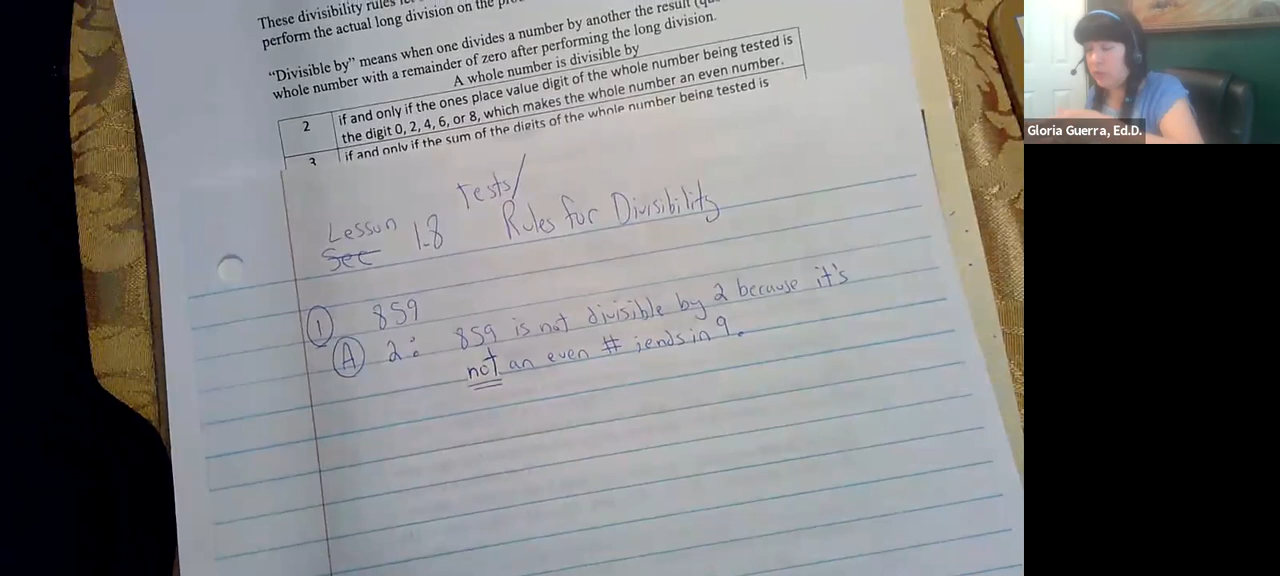 These divisibility rules
perform the actual long division on the
"Divisible by" means when one divides a number by another the result
whole number with a remainder of zero after performing the long division.
A whole number is divisible by
2 if and only if the ones place value digit of the whole number being tested is
the digit 0, 2, 4, 6, or 8, which makes the whole number an even number.
3 if and only if the sum of the digits of the whole number being tested is
Tests/
Lesson
Sec 1.8 Rules for Divisibility
1 859
A 2: 859 is not divisible by 2 because it's
not an even # ; ends in 9.
Gloria Guerra, Ed.D.